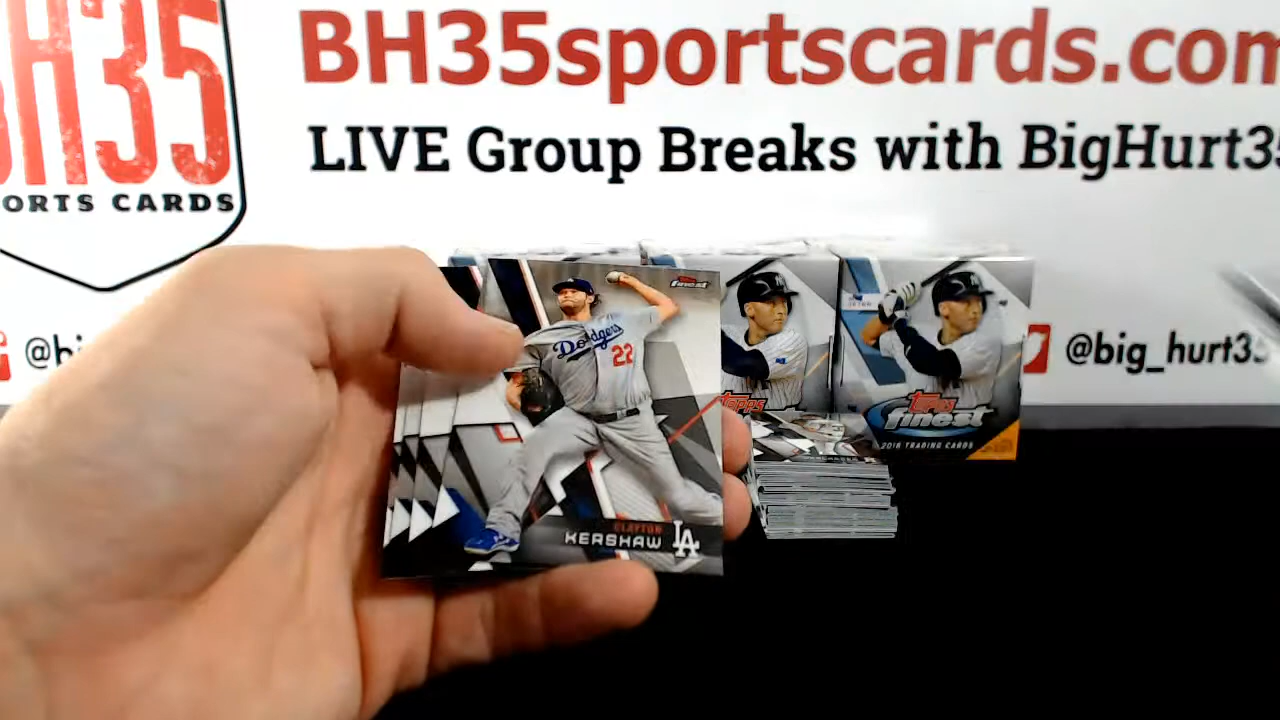 BH35
ORTS CARDS
BH35sportscards.com
LIVE Group Breaks with BigHurt35
@bi
@big_hurt35
finest
Dodgers
22
CLAYTON
KERSHAW
LA
TOPPS
TOPPS
finest
2018 TRADING CARDS